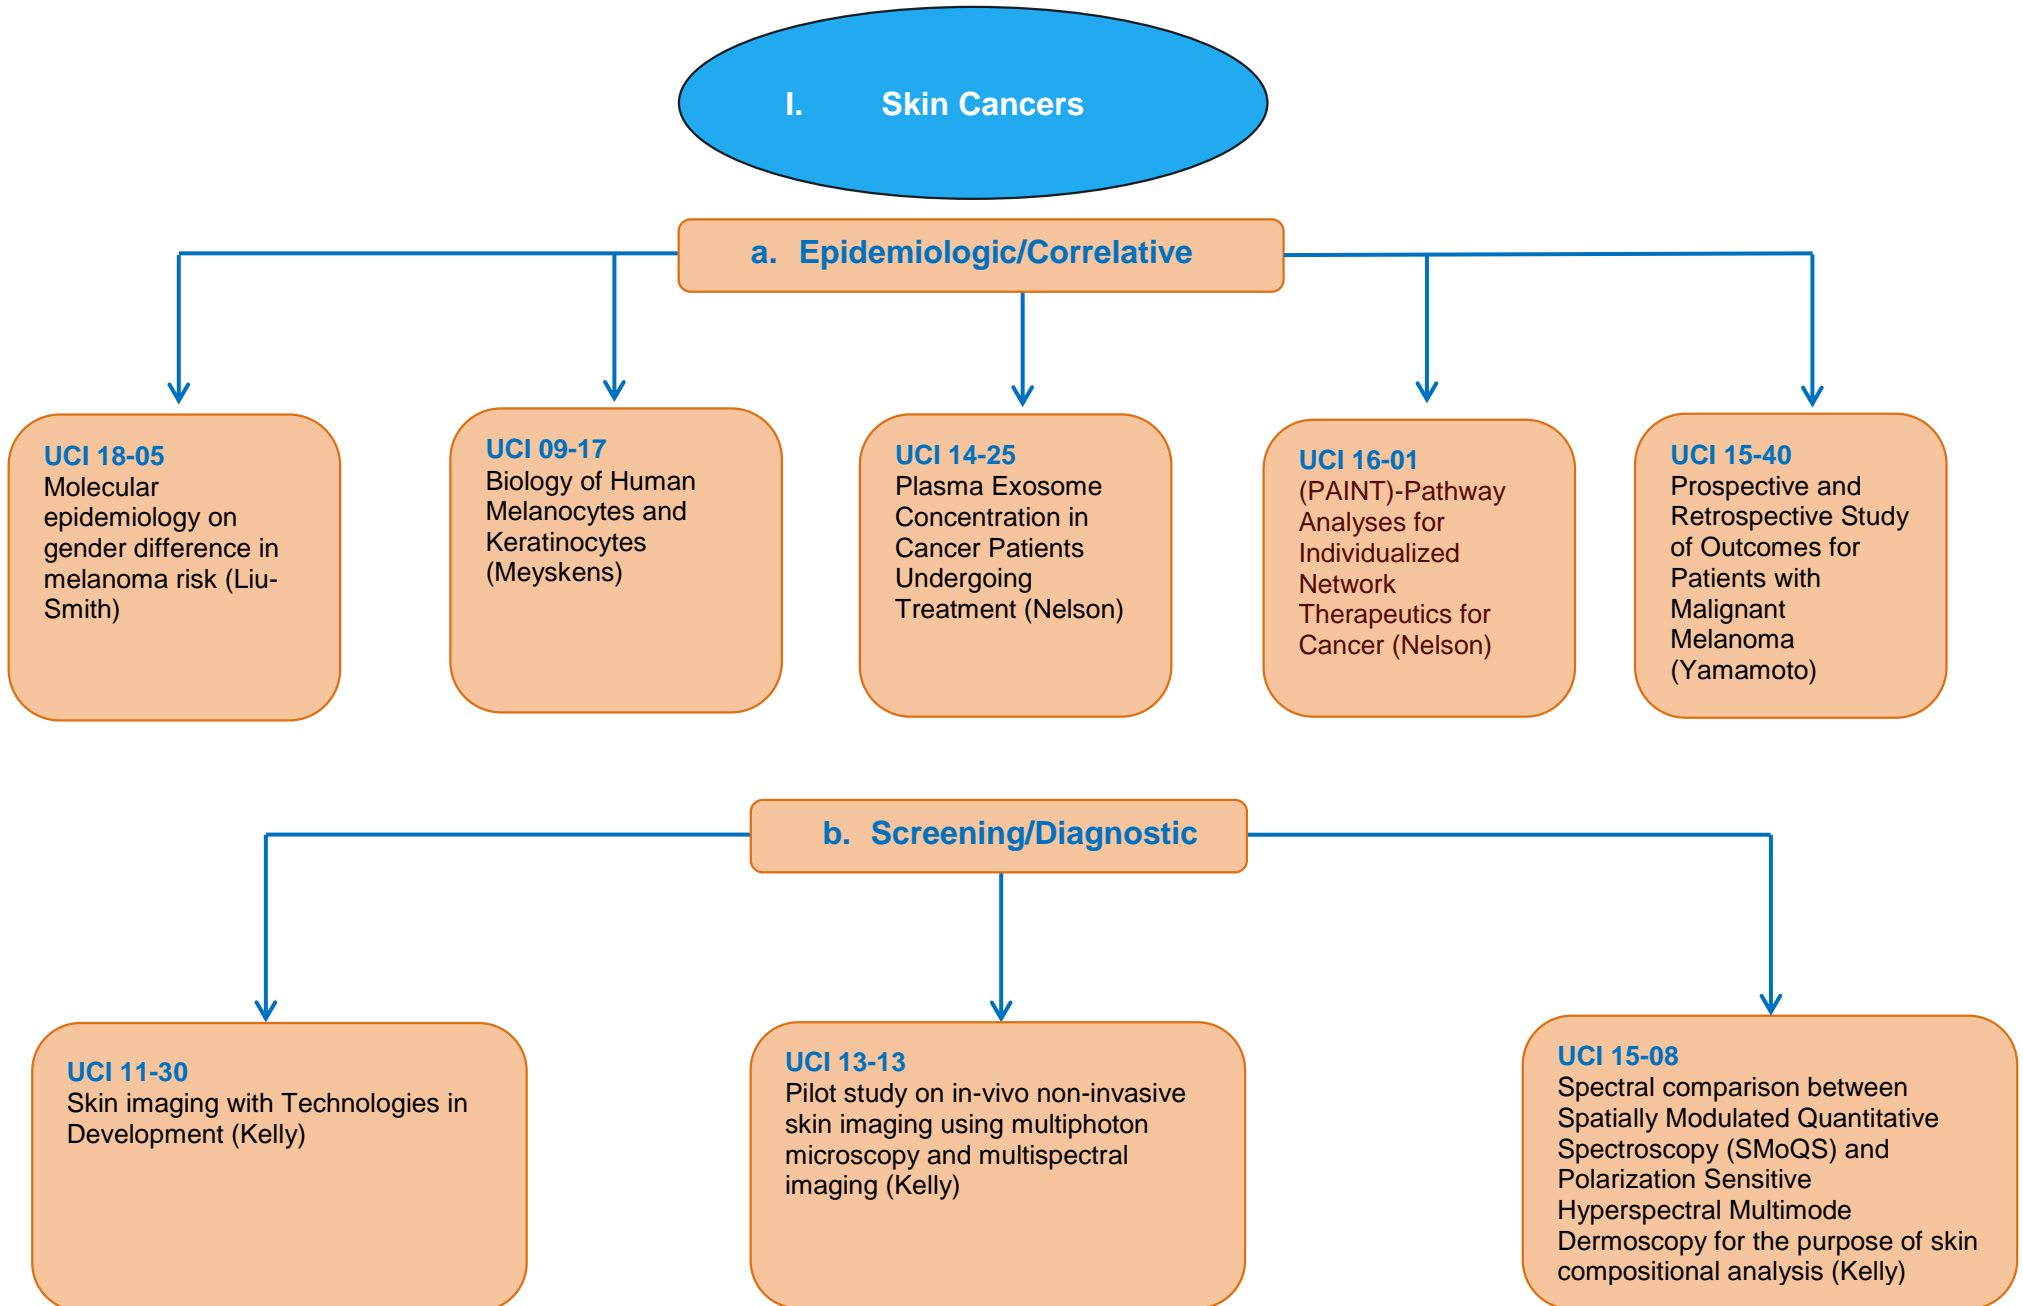 I. Skin Cancers
a. Epidemiologic/Correlative
UCI 18-05
Molecular
epidemiology on
gender difference in
melanoma risk (Liu-
Smith)
UCI 09-17
Biology of Human
Melanocytes and
Keratinocytes
(Meyskens)
UCI 14-25
Plasma Exosome
Concentration in
Cancer Patients
Undergoing
Treatment (Nelson)
UCI 16-01
(PAINT)-Pathway
Analyses for
Individualized
Network
Therapeutics for
Cancer (Nelson)
UCI 15-40
Prospective and
Retrospective Study
of Outcomes for
Patients with
Malignant
Melanoma
(Yamamoto)
b. Screening/Diagnostic
UCI 11-30
Skin imaging with Technologies in
Development (Kelly)
UCI 13-13
Pilot study on in-vivo non-invasive
skin imaging using multiphoton
microscopy and multispectral
imaging (Kelly)
UCI 15-08
Spectral comparison between
Spatially Modulated Quantitative
Spectroscopy (SMoQS) and
Polarization Sensitive
Hyperspectral Multimode
Dermoscopy for the purpose of skin
compositional analysis (Kelly)